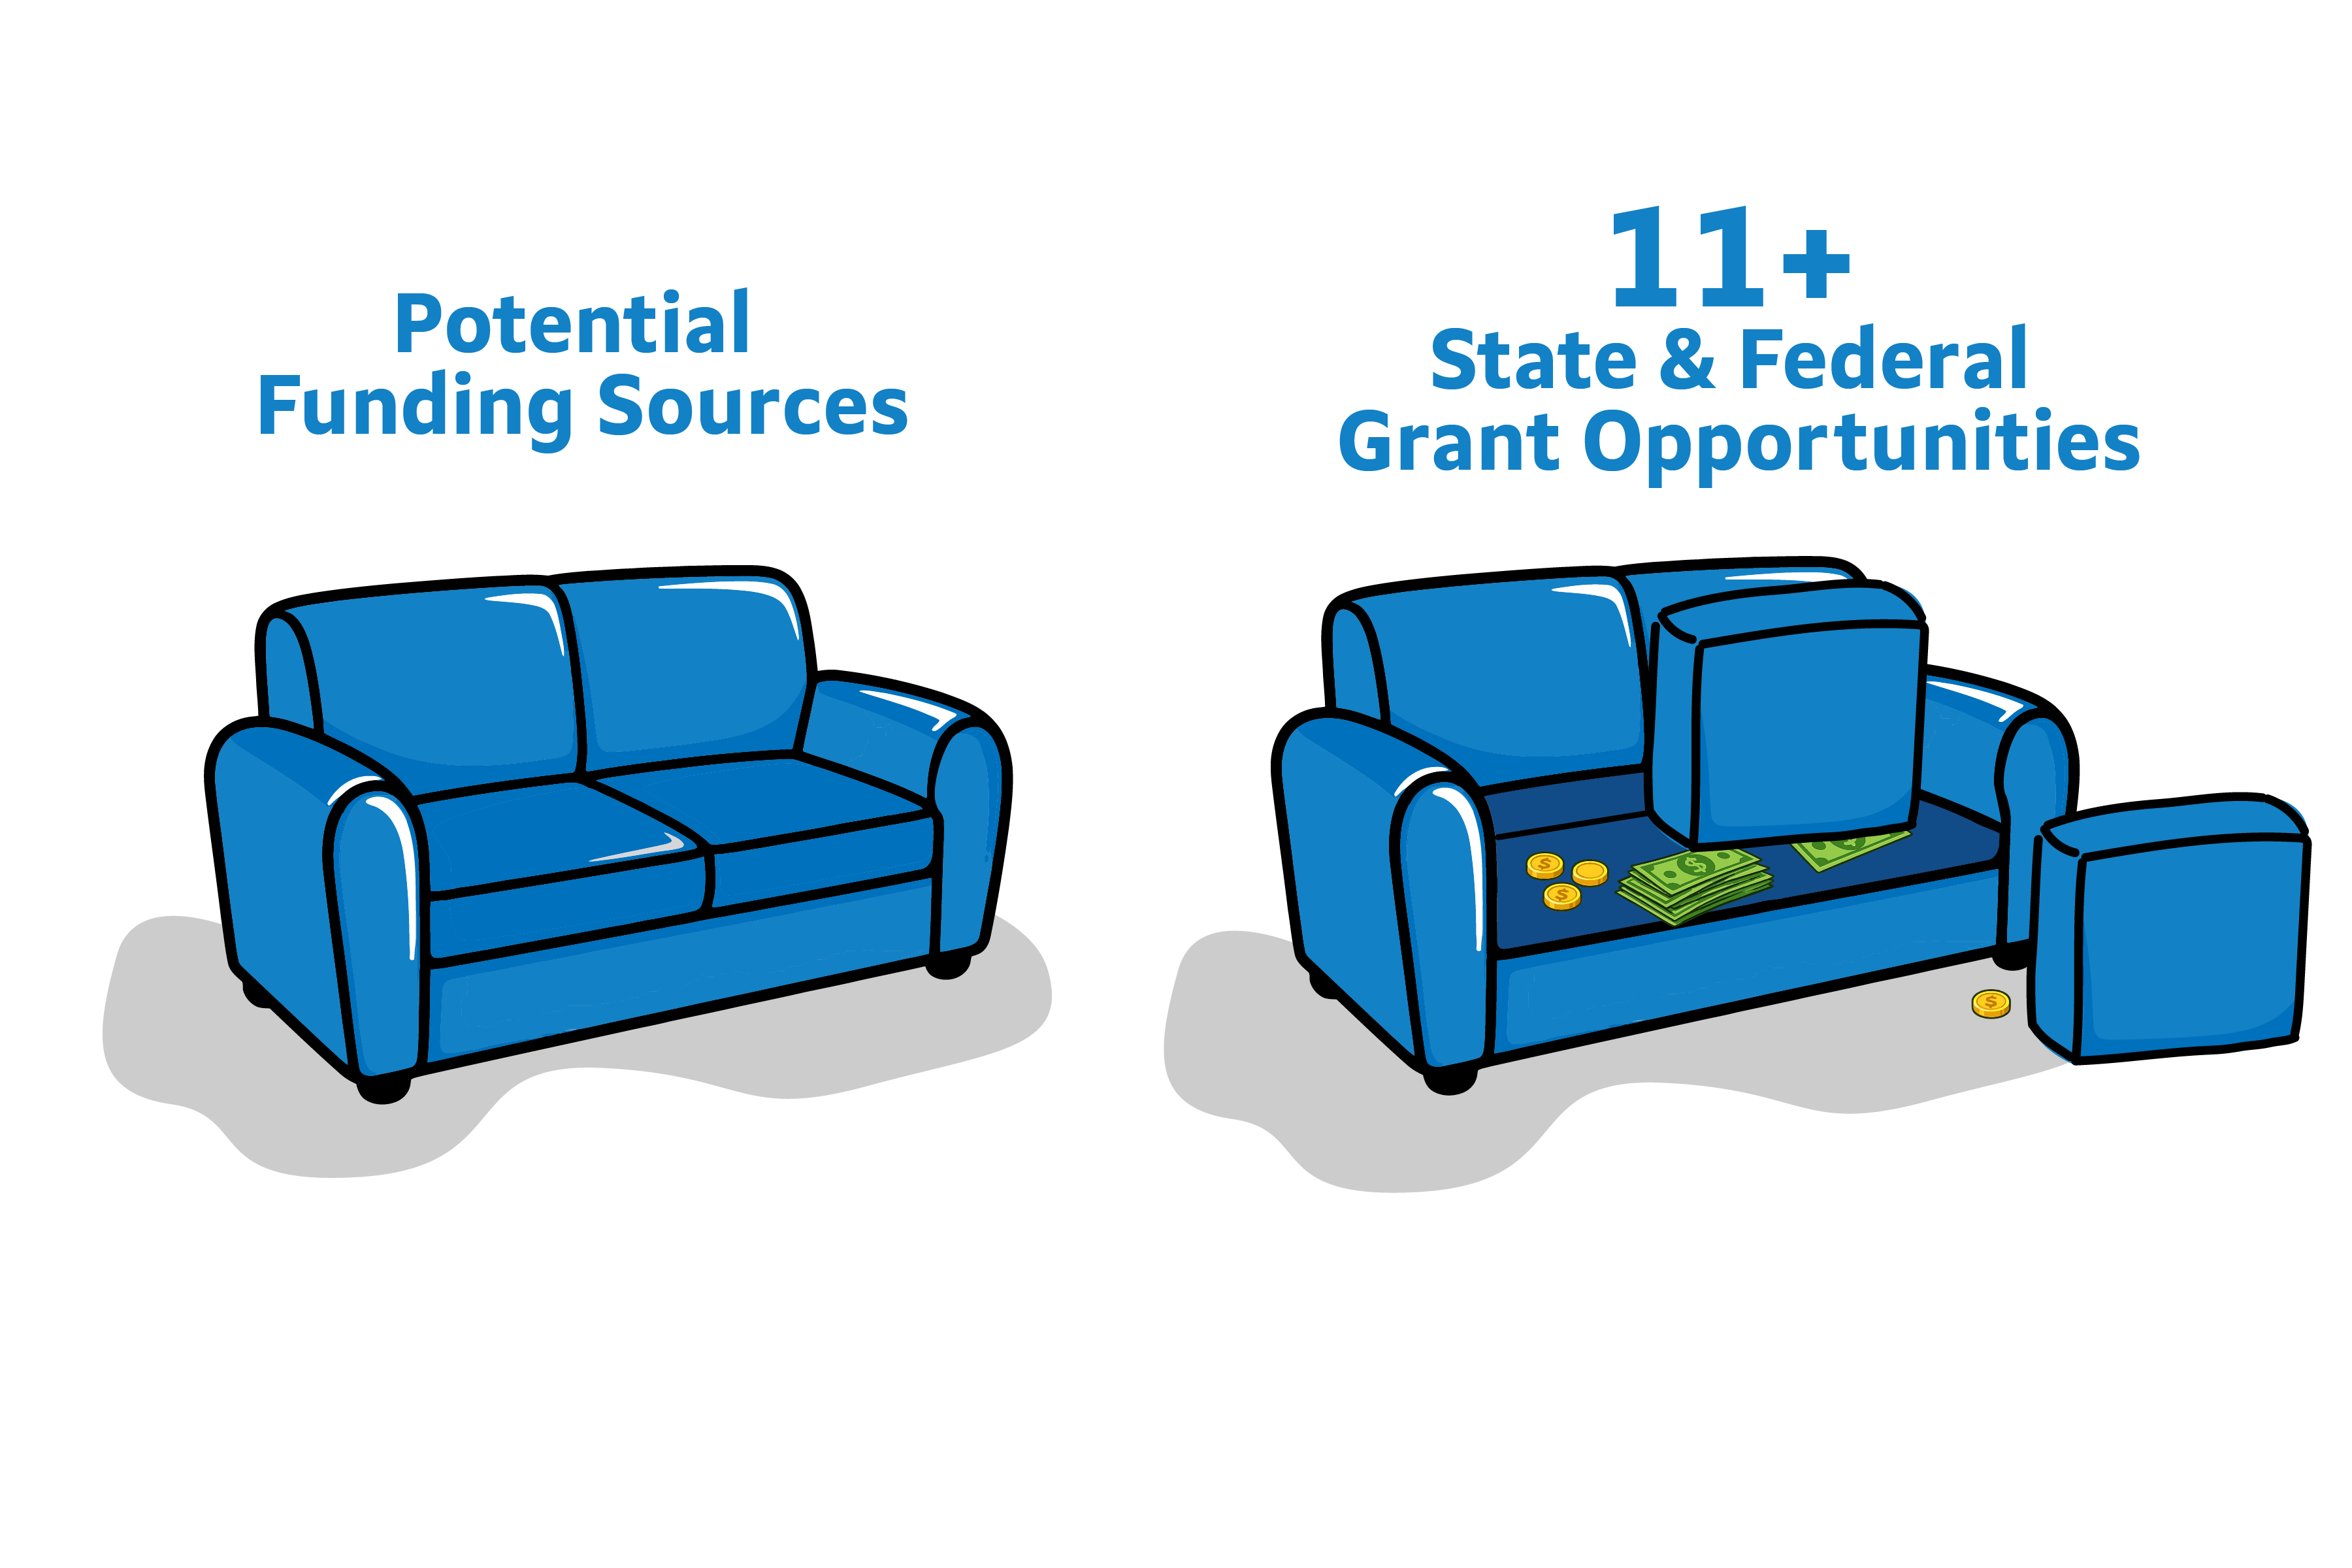 Potential
Funding Sources
11+
State & Federal
Grant Opportunities
$
$
$
$
$